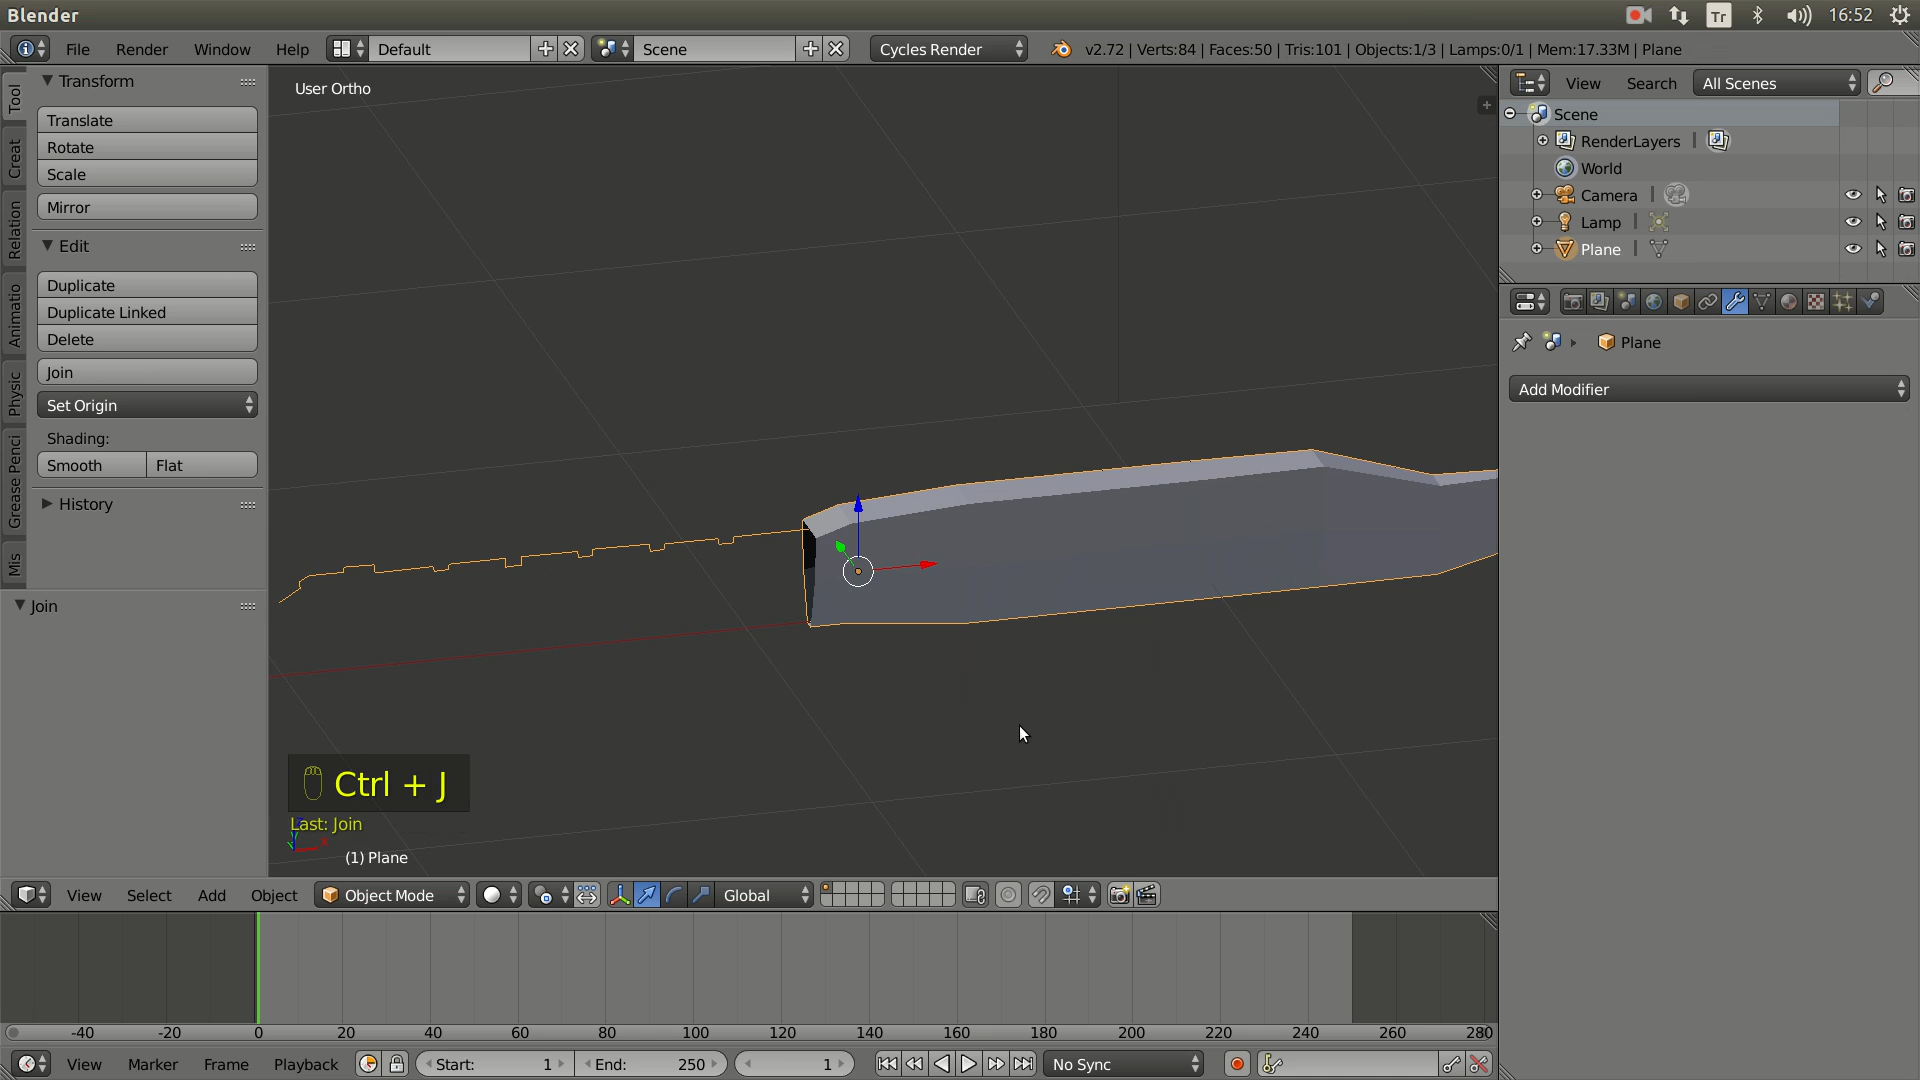 Blender
Tr
16:52
File Render Window Help Default Scene Cycles Render v2.72 | Verts:84 | Faces:50 | Tris:101 | Objects:1/3 | Lamps:0/1 | Mem:17.33M | Plane
Tool
Creat
Relation
Animatio
Physic
Grease Penci
Mis
Transform
Translate
Rotate
Scale
Mirror
Edit
Duplicate
Duplicate Linked
Delete
Join
Set Origin
Shading:
Smooth Flat
History
Join
User Ortho
Ctrl + J
Last: Join
(1) Plane
View Search All Scenes
Scene
RenderLayers
World
Camera
Lamp
Plane
Plane
Add Modifier
View Select Add Object Object Mode Global
-40 -20 0 20 40 60 80 100 120 140 160 180 200 220 240 260 280
View Marker Frame Playback Start: 1 End: 250 1 No Sync